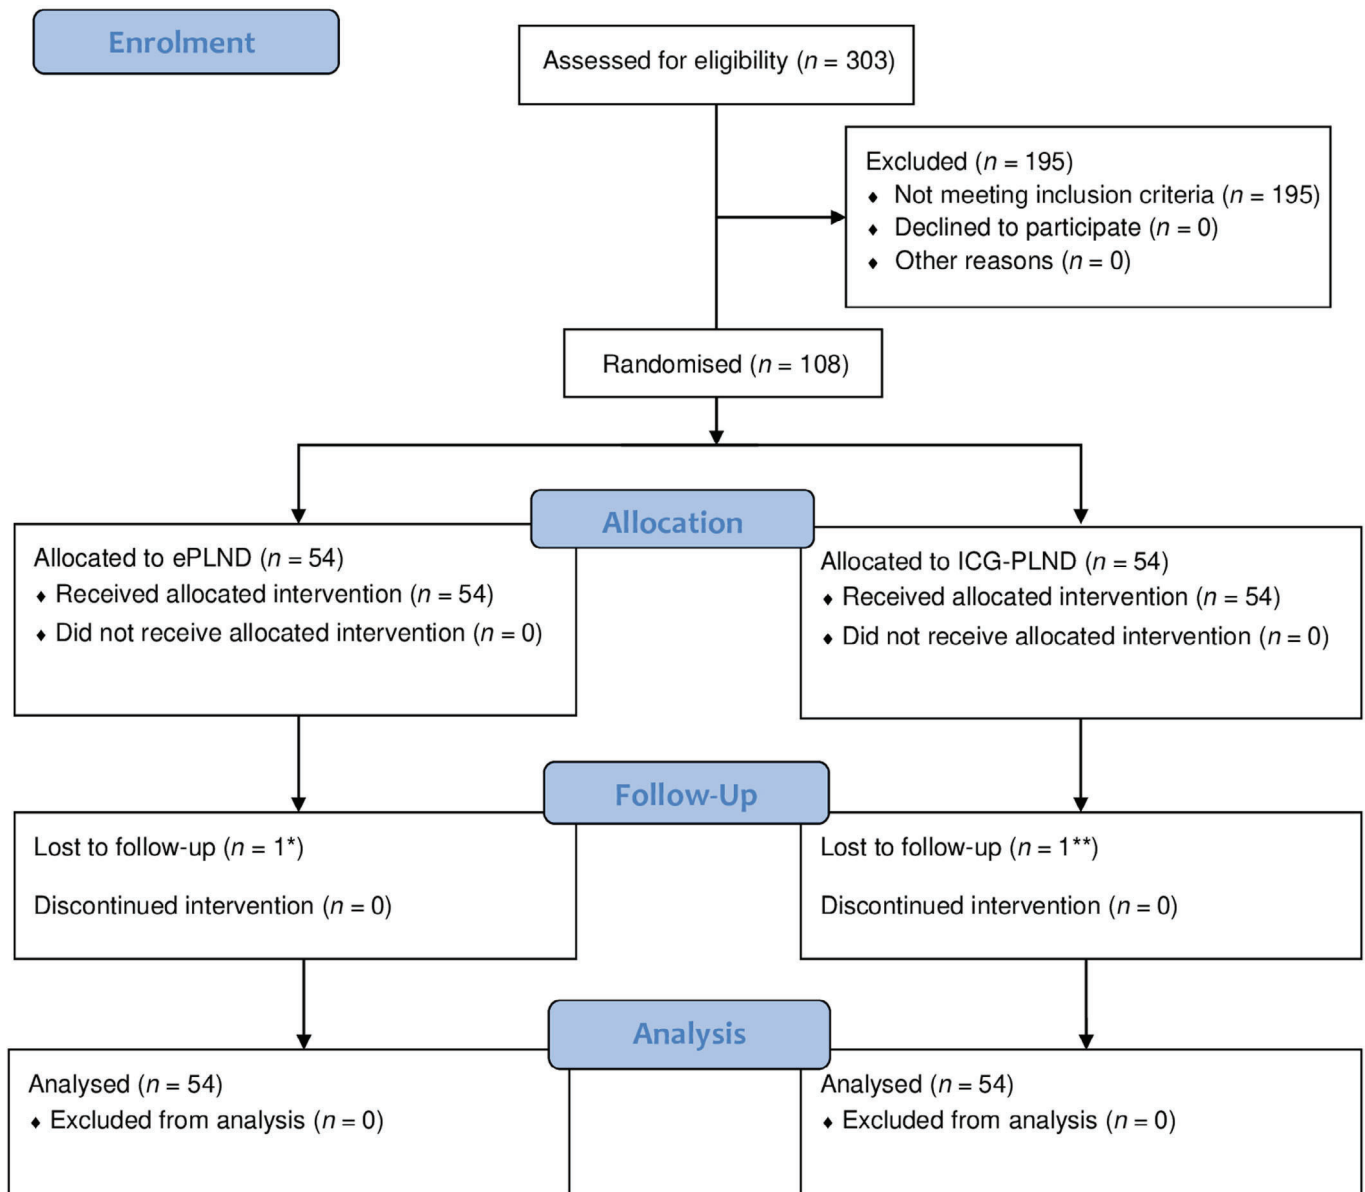 Enrolment
Assessed for eligibility (n = 303)
Excluded (n = 195)
♦ Not meeting inclusion criteria (n = 195)
♦ Declined to participate (n = 0)
♦ Other reasons (n = 0)
Randomised (n = 108)
Allocation
Allocated to ePLND (n = 54)
♦ Received allocated intervention (n = 54)
♦ Did not receive allocated intervention (n = 0)
Allocated to ICG-PLND (n = 54)
♦ Received allocated intervention (n = 54)
♦ Did not receive allocated intervention (n = 0)
Follow-Up
Lost to follow-up (n = 1*)
Discontinued intervention (n = 0)
Lost to follow-up (n = 1**)
Discontinued intervention (n = 0)
Analysis
Analysed (n = 54)
♦ Excluded from analysis (n = 0)
Analysed (n = 54)
♦ Excluded from analysis (n = 0)